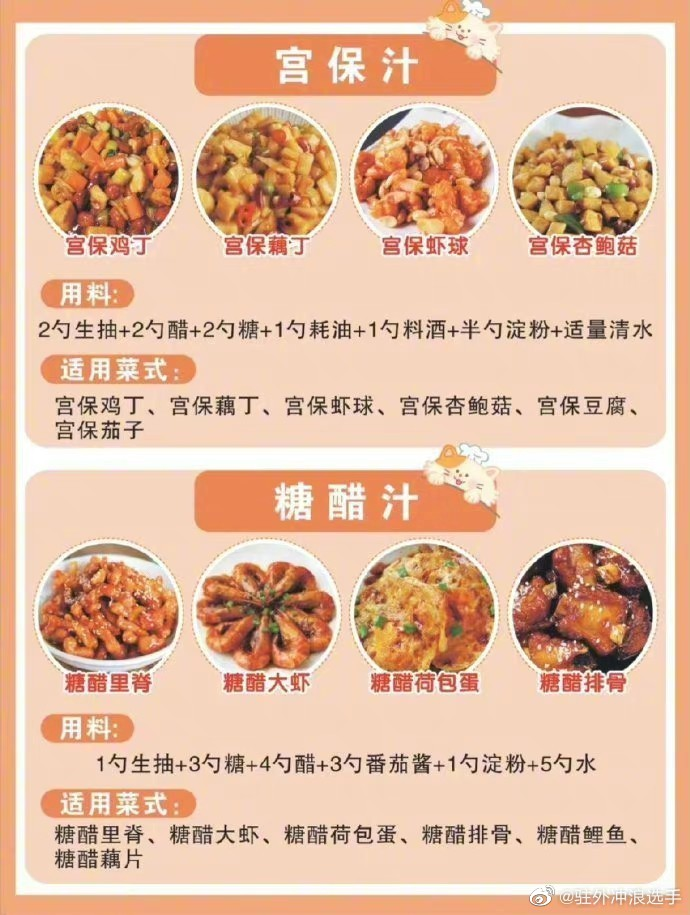 宫保汁
宫保鸡丁
宫保藕丁
宫保虾球
宫保杏鲍菇
用料:
2勺生抽+2勺醋+2勺糖+1勺耗油+1勺料酒+半勺淀粉+适量清水
适用菜式:
宫保鸡丁、宫保藕丁、宫保虾球、宫保杏鲍菇、宫保豆腐、
宫保茄子
糖醋汁
糖醋里脊
糖醋大虾
糖醋荷包蛋
糖醋排骨
用料:
1勺生抽+3勺糖+4勺醋+3勺番茄酱+1勺淀粉+5勺水
适用菜式:
糖醋里脊、糖醋大虾、糖醋荷包蛋、糖醋排骨、糖醋鲤鱼、
糖醋藕片
@驻外冲浪选手